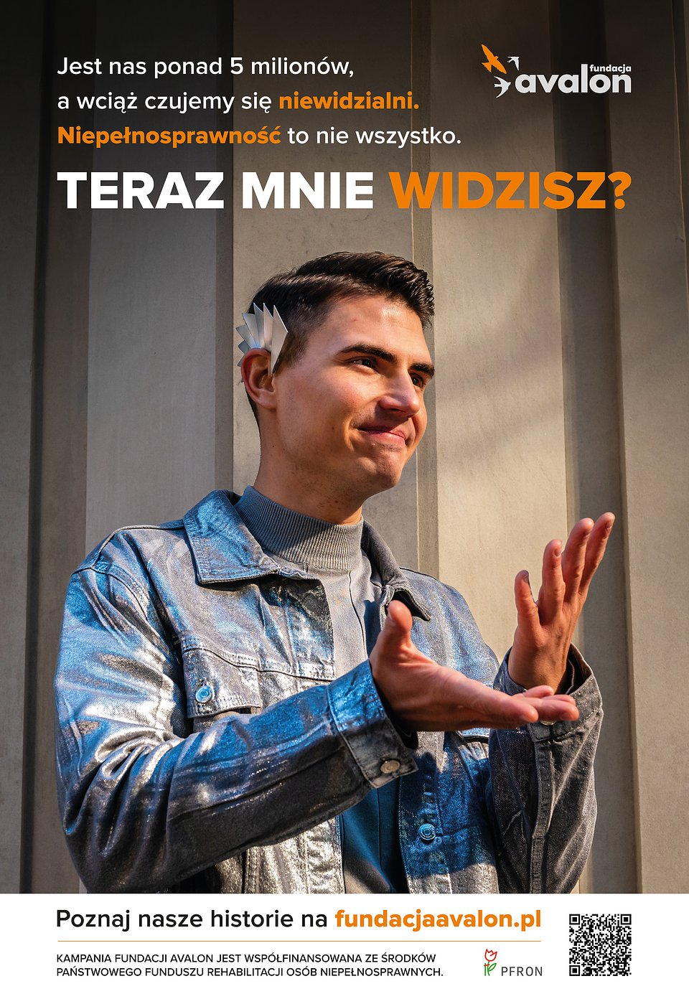 Jest nas ponad 5 milionów,
a wciąż czujemy się niewidzialni.
Niepełnosprawność to nie wszystko.
TERAZ MNIE WIDZISZ?
fundacja
avalon
Poznaj nasze historie na fundacjaavalon.pl
KAMPANIA FUNDACJI AVALON JEST WSPÓŁFINANSOWANA ZE ŚRODKÓW
PAŃSTWOWEGO FUNDUSZU REHABILITACJI OSÓB NIEPEŁNOSPRAWNYCH.
PFRON